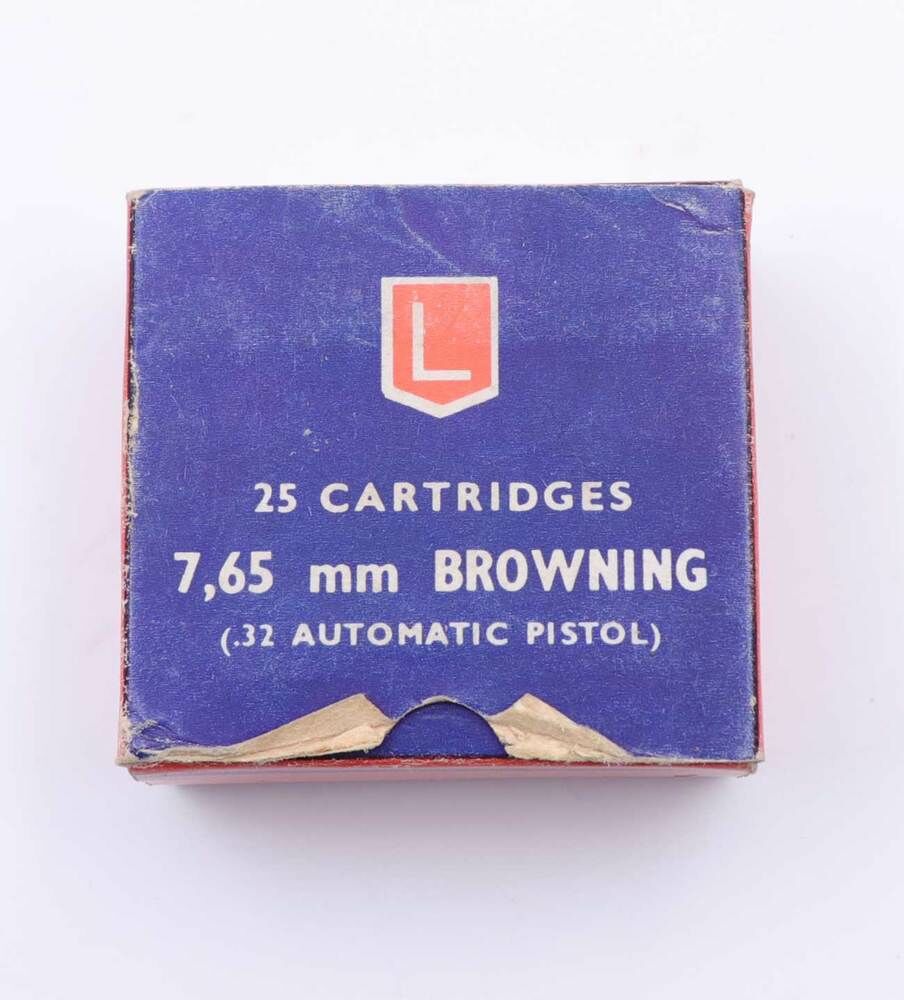 L
25 CARTRIDGES
7,65 mm BROWNING
(.32 AUTOMATIC PISTOL)